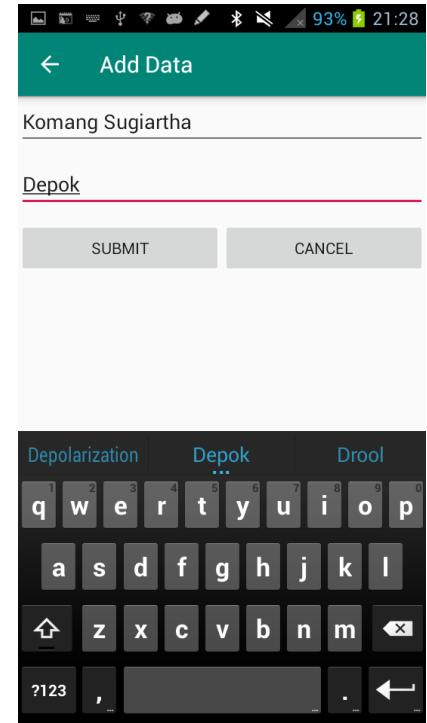 93% 21:28
Add Data
Komang Sugiartha
Depok
SUBMIT CANCEL
Depolarization Depok Drool
1 2 3 4 5 6 7 8 9 0
q w e r t y u i o p
a s d f g h j k l
z x c v b n m
?123 , .